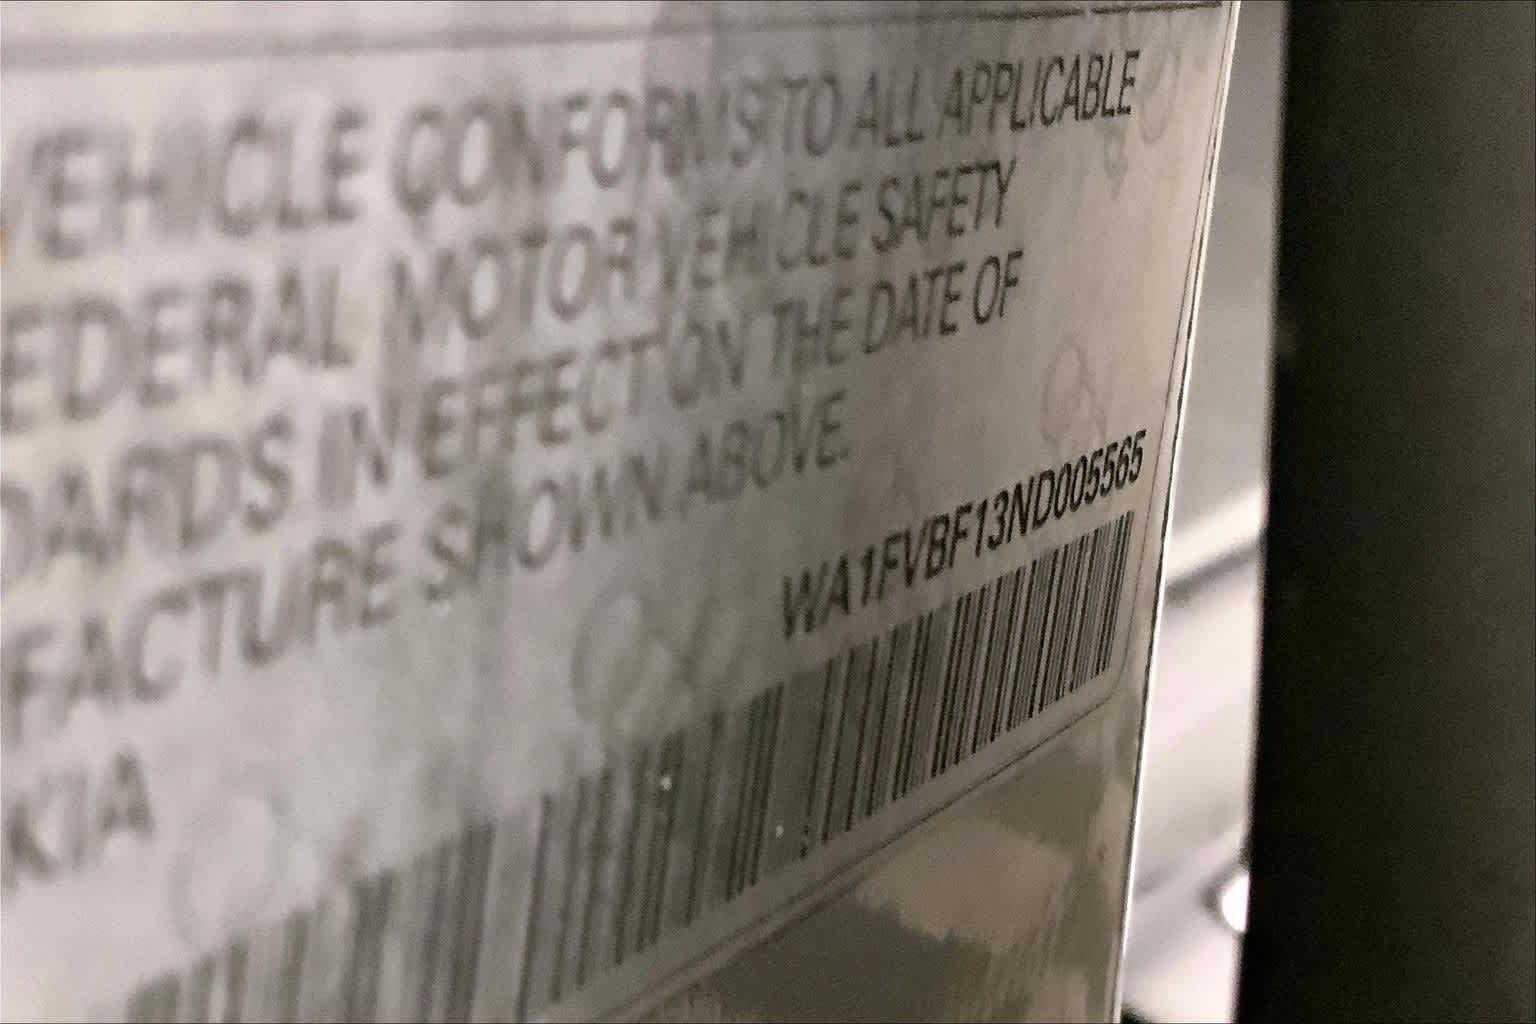 VEHICLE CONFORMS TO ALL APPLICABLE
EDERAL MOTOR VEHICLE SAFETY
DARDS IN EFFECT ON THE DATE OF
FACTURE SHOWN ABOVE.
WA1FVBF13ND005565
KIA